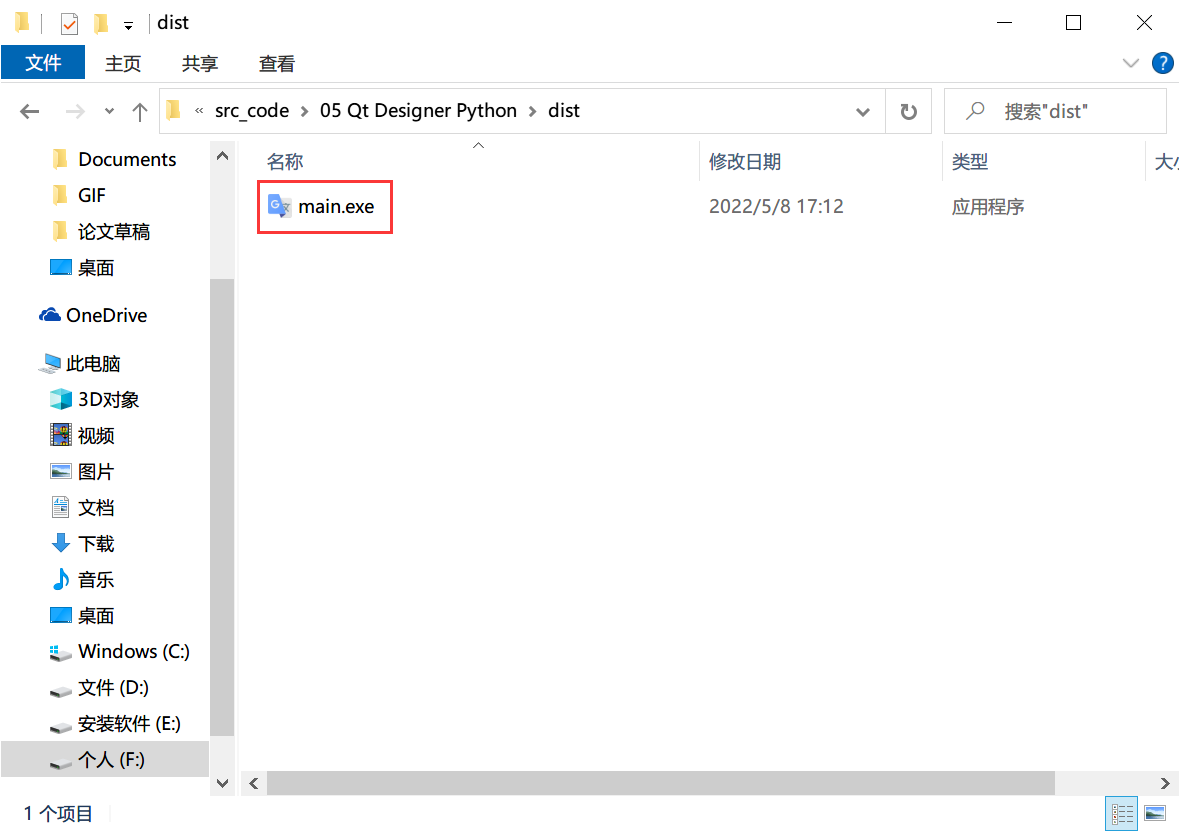 dist
文件 主页 共享 查看
« src_code › 05 Qt Designer Python › dist 搜索"dist"
名称 修改日期 类型 大小
main.exe 2022/5/8 17:12 应用程序
Documents
GIF
论文草稿
桌面
OneDrive
此电脑
3D对象
视频
图片
文档
下载
音乐
桌面
Windows (C:)
文件 (D:)
安装软件 (E:)
个人 (F:)
1 个项目